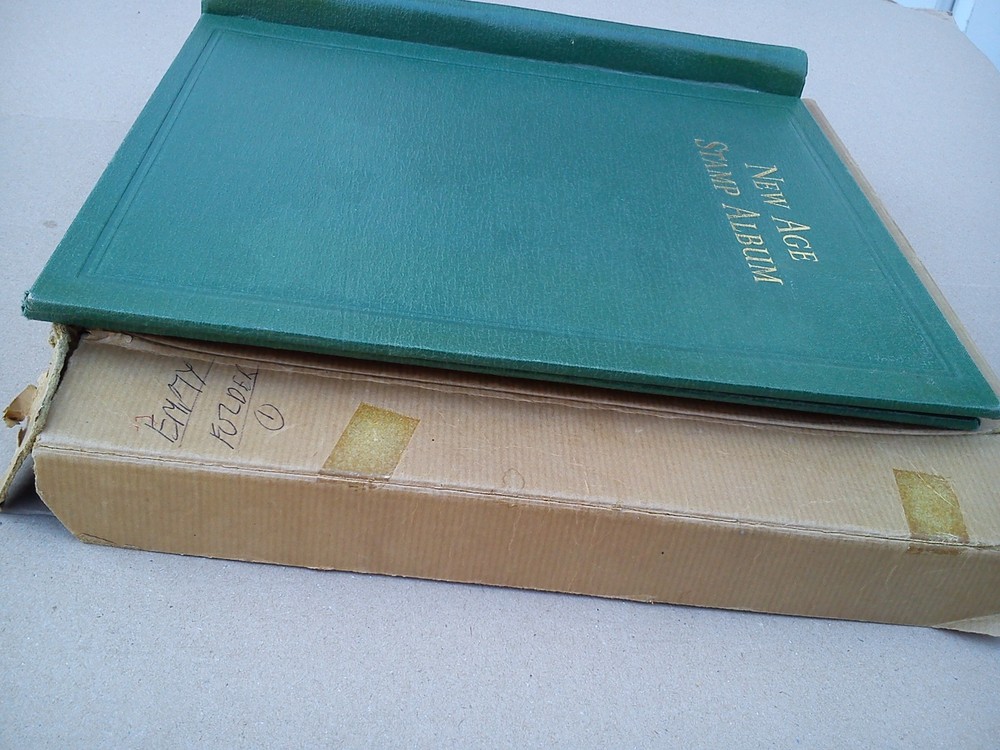 NEW AGE
STAMP ALBUM
EMPTY
FOLDER
1